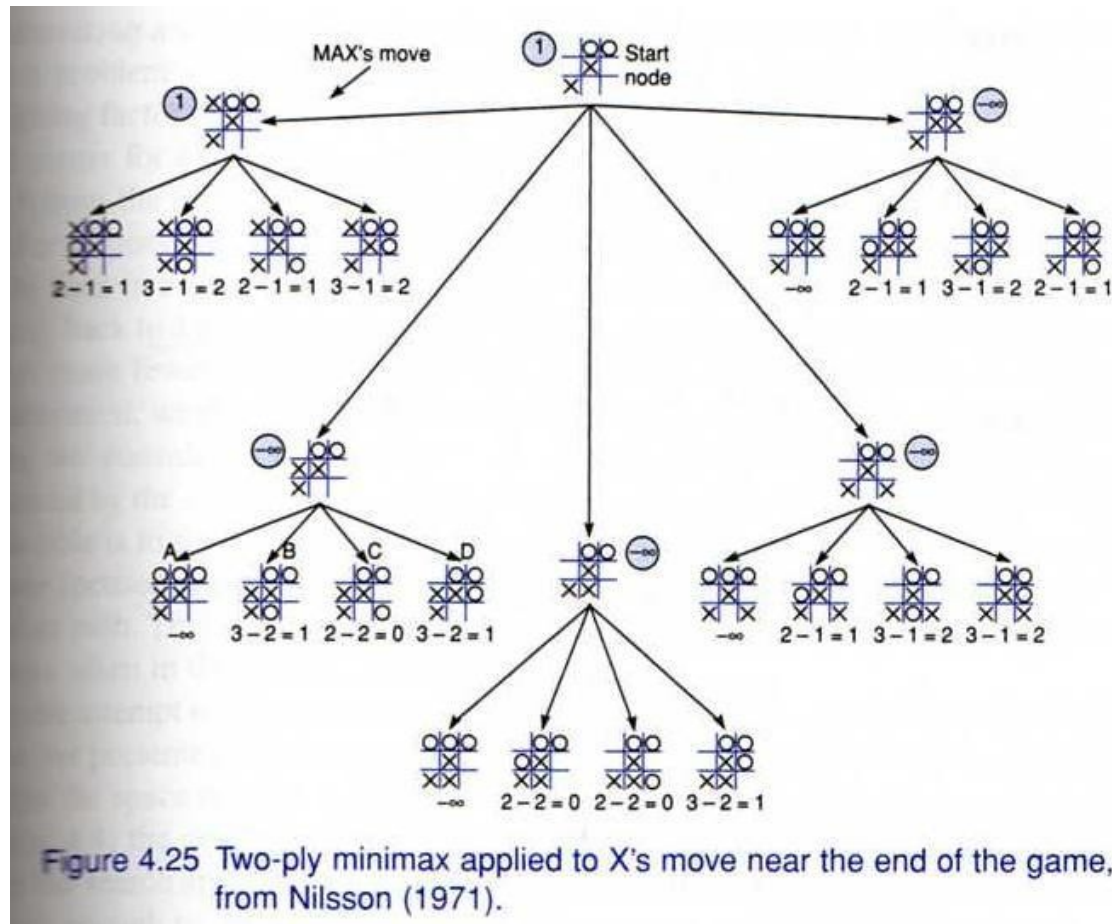 MAX's move
1
Start
node
1
−∞
2 − 1 = 1 3 − 1 = 2 2 − 1 = 1 3 − 1 = 2
−∞ 2 − 1 = 1 3 − 1 = 2 2 − 1 = 1
−∞
−∞
A B C D
−∞
−∞ 3 − 2 = 1 2 − 2 = 0 3 − 2 = 1
−∞ 2 − 1 = 1 3 − 1 = 2 3 − 1 = 2
−∞ 2 − 2 = 0 2 − 2 = 0 3 − 2 = 1
Figure 4.25 Two-ply minimax applied to X's move near the end of the game,
from Nilsson (1971).